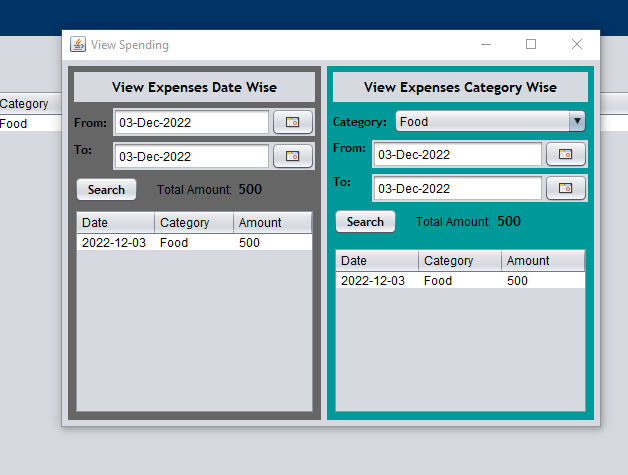 View Spending
Category
Food
View Expenses Date Wise
From: 03-Dec-2022
To: 03-Dec-2022
Search Total Amount: 500
Date Category Amount
2022-12-03 Food 500
View Expenses Category Wise
Category: Food
From: 03-Dec-2022
To: 03-Dec-2022
Search Total Amount: 500
Date Category Amount
2022-12-03 Food 500